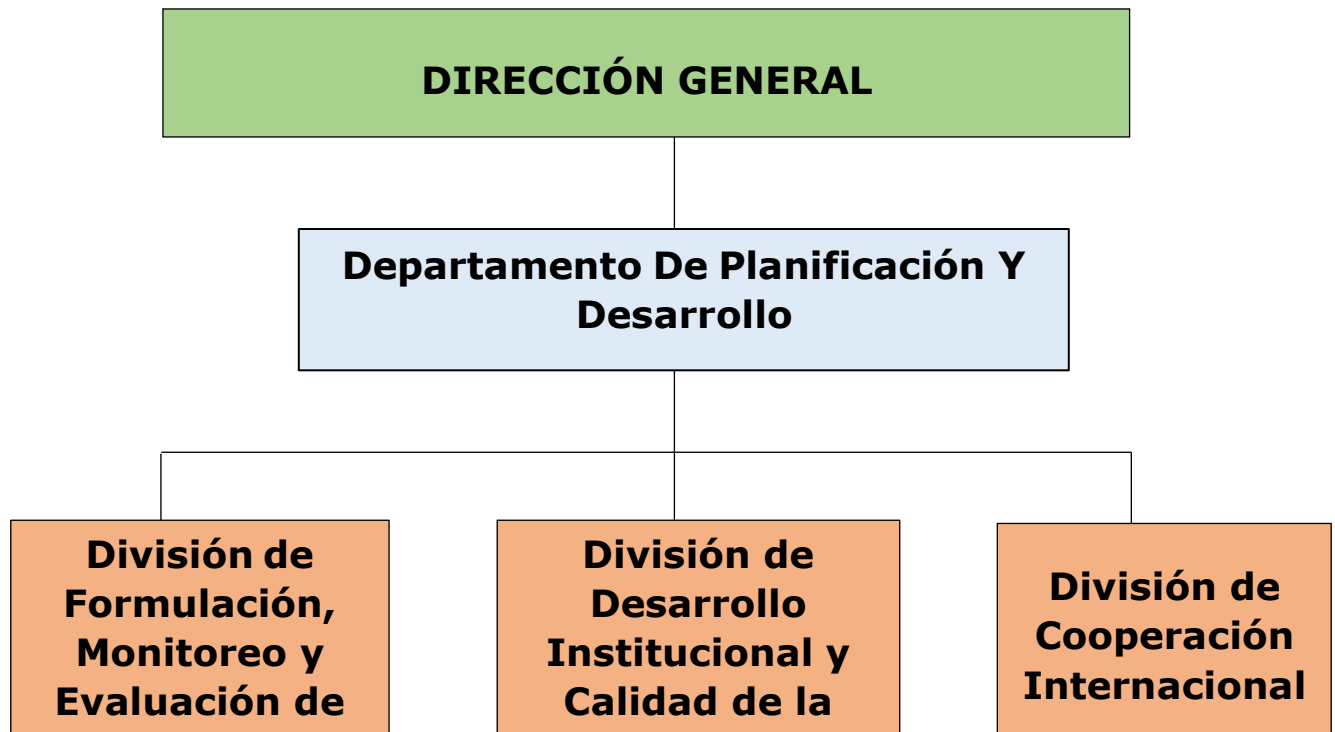 DIRECCIÓN GENERAL
Departamento De Planificación Y
Desarrollo
División de
Formulación,
Monitoreo y
Evaluación de
División de
Desarrollo
Institucional y
Calidad de la
División de
Cooperación
Internacional